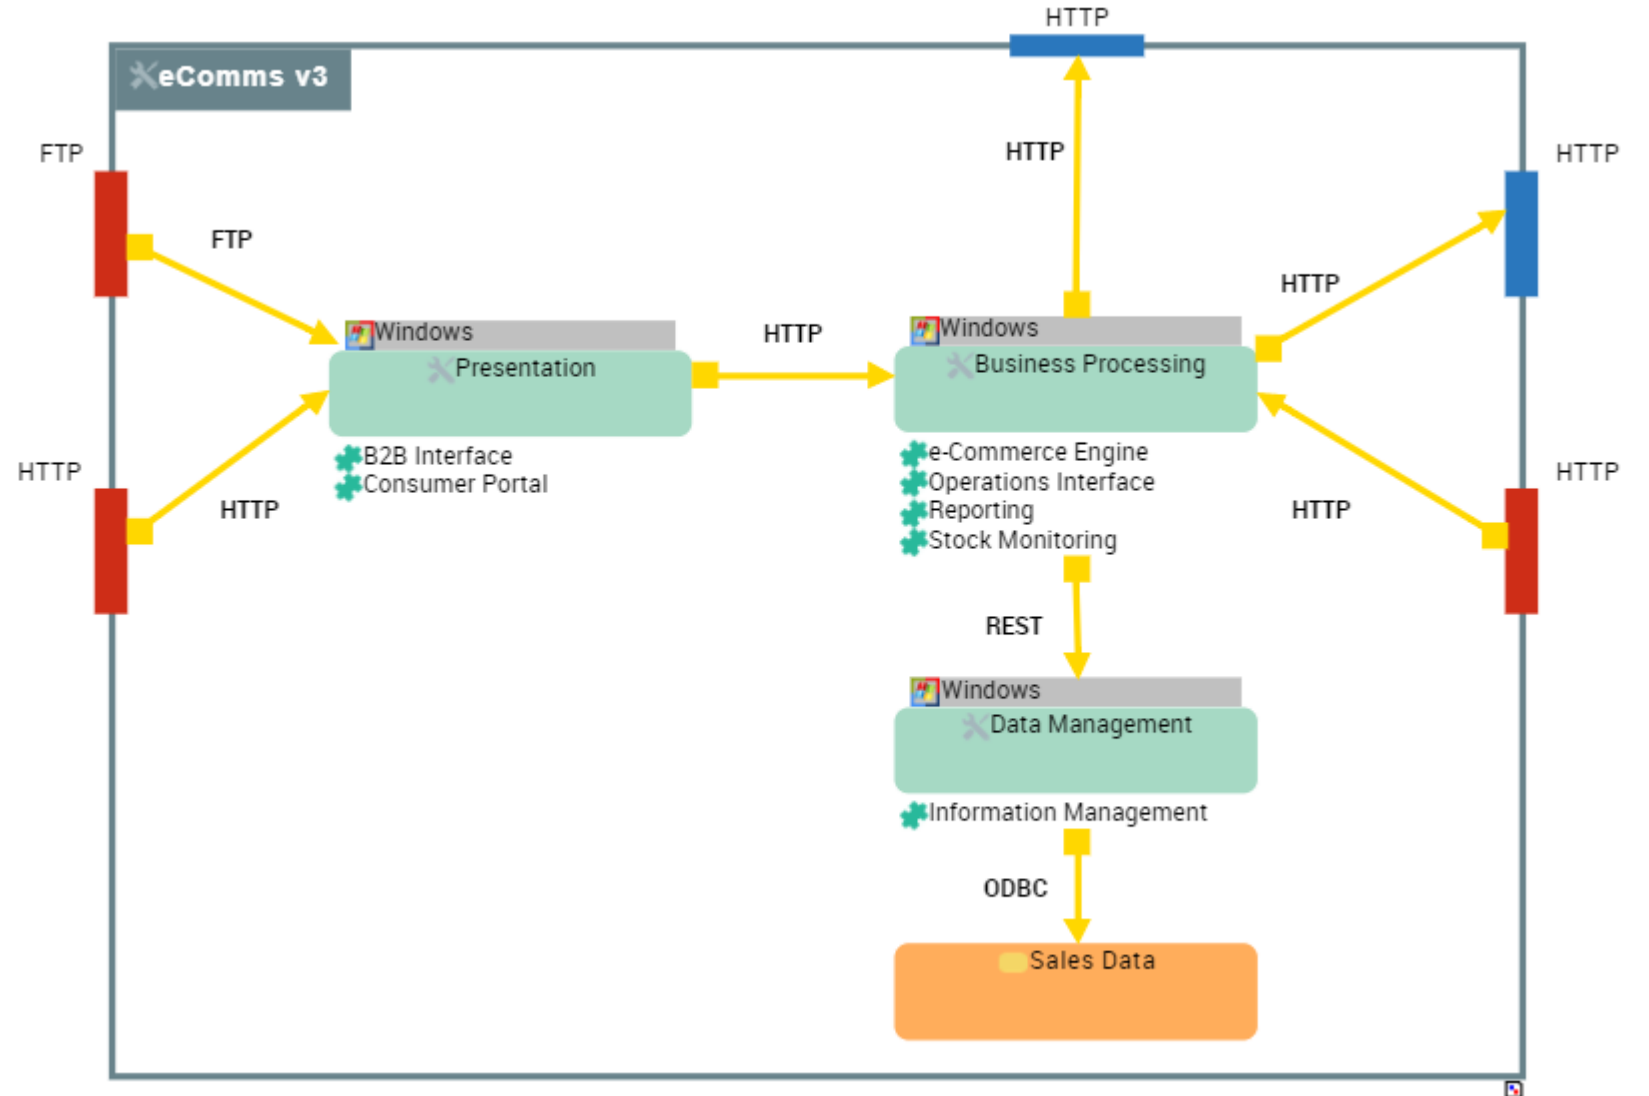 HTTP
eComms v3
HTTP
FTP
HTTP
FTP
HTTP
Windows
HTTP
Windows
Presentation
Business Processing
B2B Interface
Consumer Portal
e-Commerce Engine
Operations Interface
Reporting
Stock Monitoring
HTTP
HTTP
HTTP
HTTP
REST
Windows
Data Management
Information Management
ODBC
Sales Data